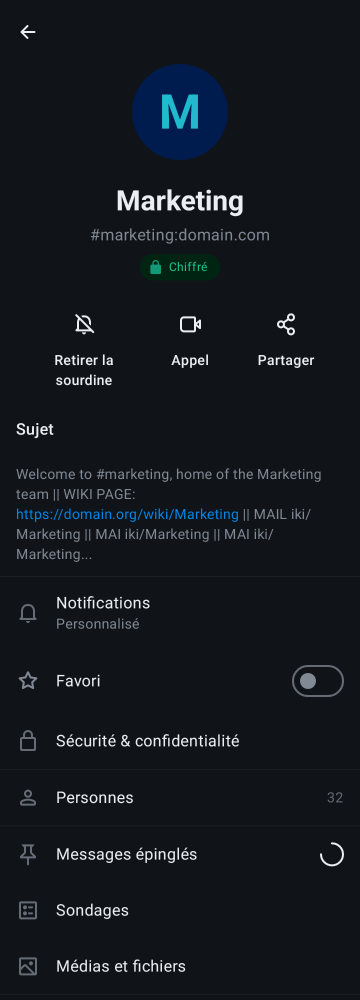 M
Marketing
#marketing:domain.com
Chiffré
Retirer la
sourdine
Appel
Partager
Sujet
Welcome to #marketing, home of the Marketing
team || WIKI PAGE:
https://domain.org/wiki/Marketing || MAIL iki/
Marketing || MAI iki/Marketing || MAI iki/
Marketing...
Notifications
Personnalisé
Favori
Sécurité & confidentialité
Personnes 32
Messages épinglés
Sondages
Médias et fichiers